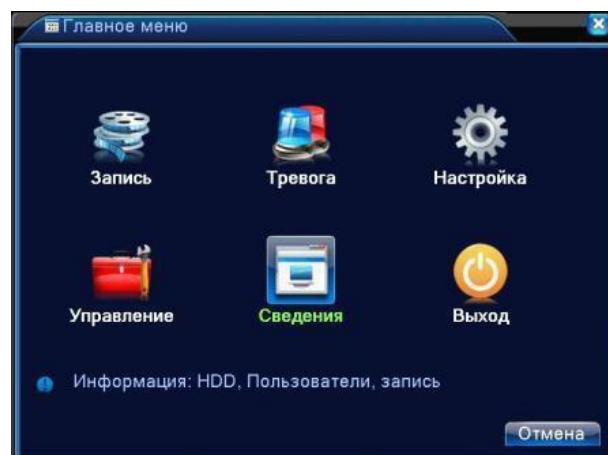 Главное меню
Запись Тревога Настройка
Управление Сведения Выход
Информация: HDD, Пользователи, запись
Отмена